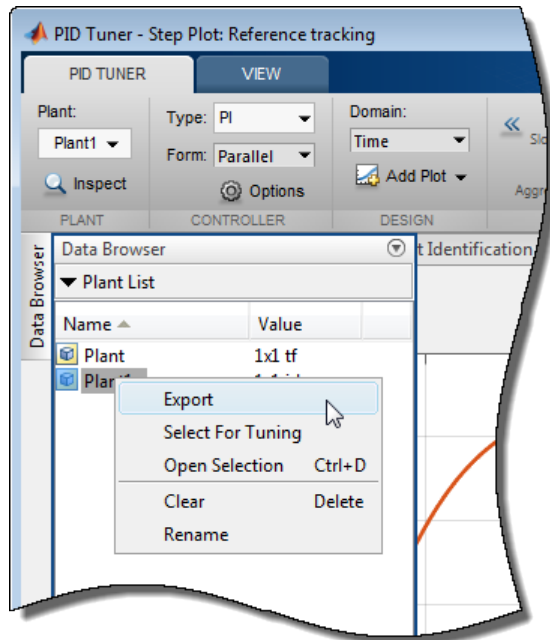 PID Tuner - Step Plot: Reference tracking
PID TUNER VIEW
Plant: Type: PI Domain:
Plant1 Form: Parallel Time
Inspect Options Add Plot
PLANT CONTROLLER DESIGN
Data Browser
Data Browser t Identification
Plant List
Name Value
Plant 1x1 tf
Export
Select For Tuning
Open Selection Ctrl+D
Clear Delete
Rename